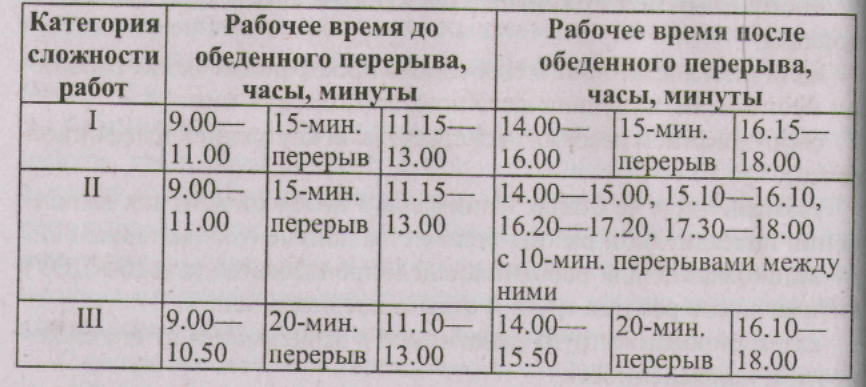 Категория сложности работ
Рабочее время до обеденного перерыва, часы, минуты
Рабочее время после обеденного перерыва, часы, минуты
I
9.00—
11.00
15-мин.
перерыв
11.15—
13.00
14.00—
16.00
15-мин.
перерыв
16.15—
18.00
II
9.00—
11.00
15-мин.
перерыв
11.15—
13.00
14.00—15.00, 15.10—16.10,
16.20—17.20, 17.30—18.00
с 10-мин. перерывами между
ними
III
9.00—
10.50
20-мин.
перерыв
11.10—
13.00
14.00—
15.50
20-мин.
перерыв
16.10—
18.00